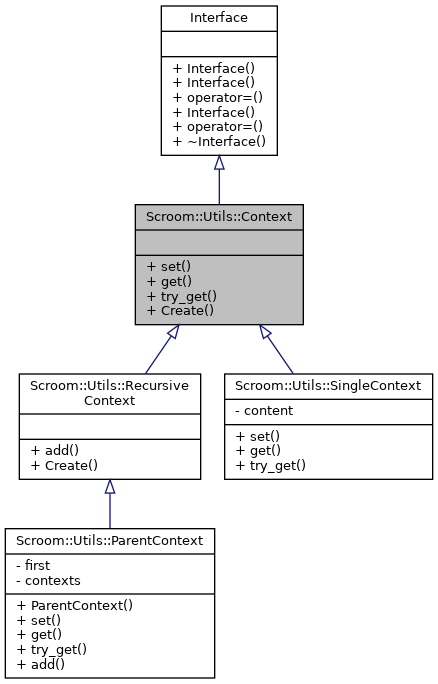 Interface
+ Interface()
+ Interface()
+ operator=()
+ Interface()
+ operator=()
+ ~Interface()
Scroom::Utils::Context
+ set()
+ get()
+ try_get()
+ Create()
Scroom::Utils::Recursive
Context
+ add()
+ Create()
Scroom::Utils::SingleContext
- content
+ set()
+ get()
+ try_get()
Scroom::Utils::ParentContext
- first
- contexts
+ ParentContext()
+ set()
+ get()
+ try_get()
+ add()